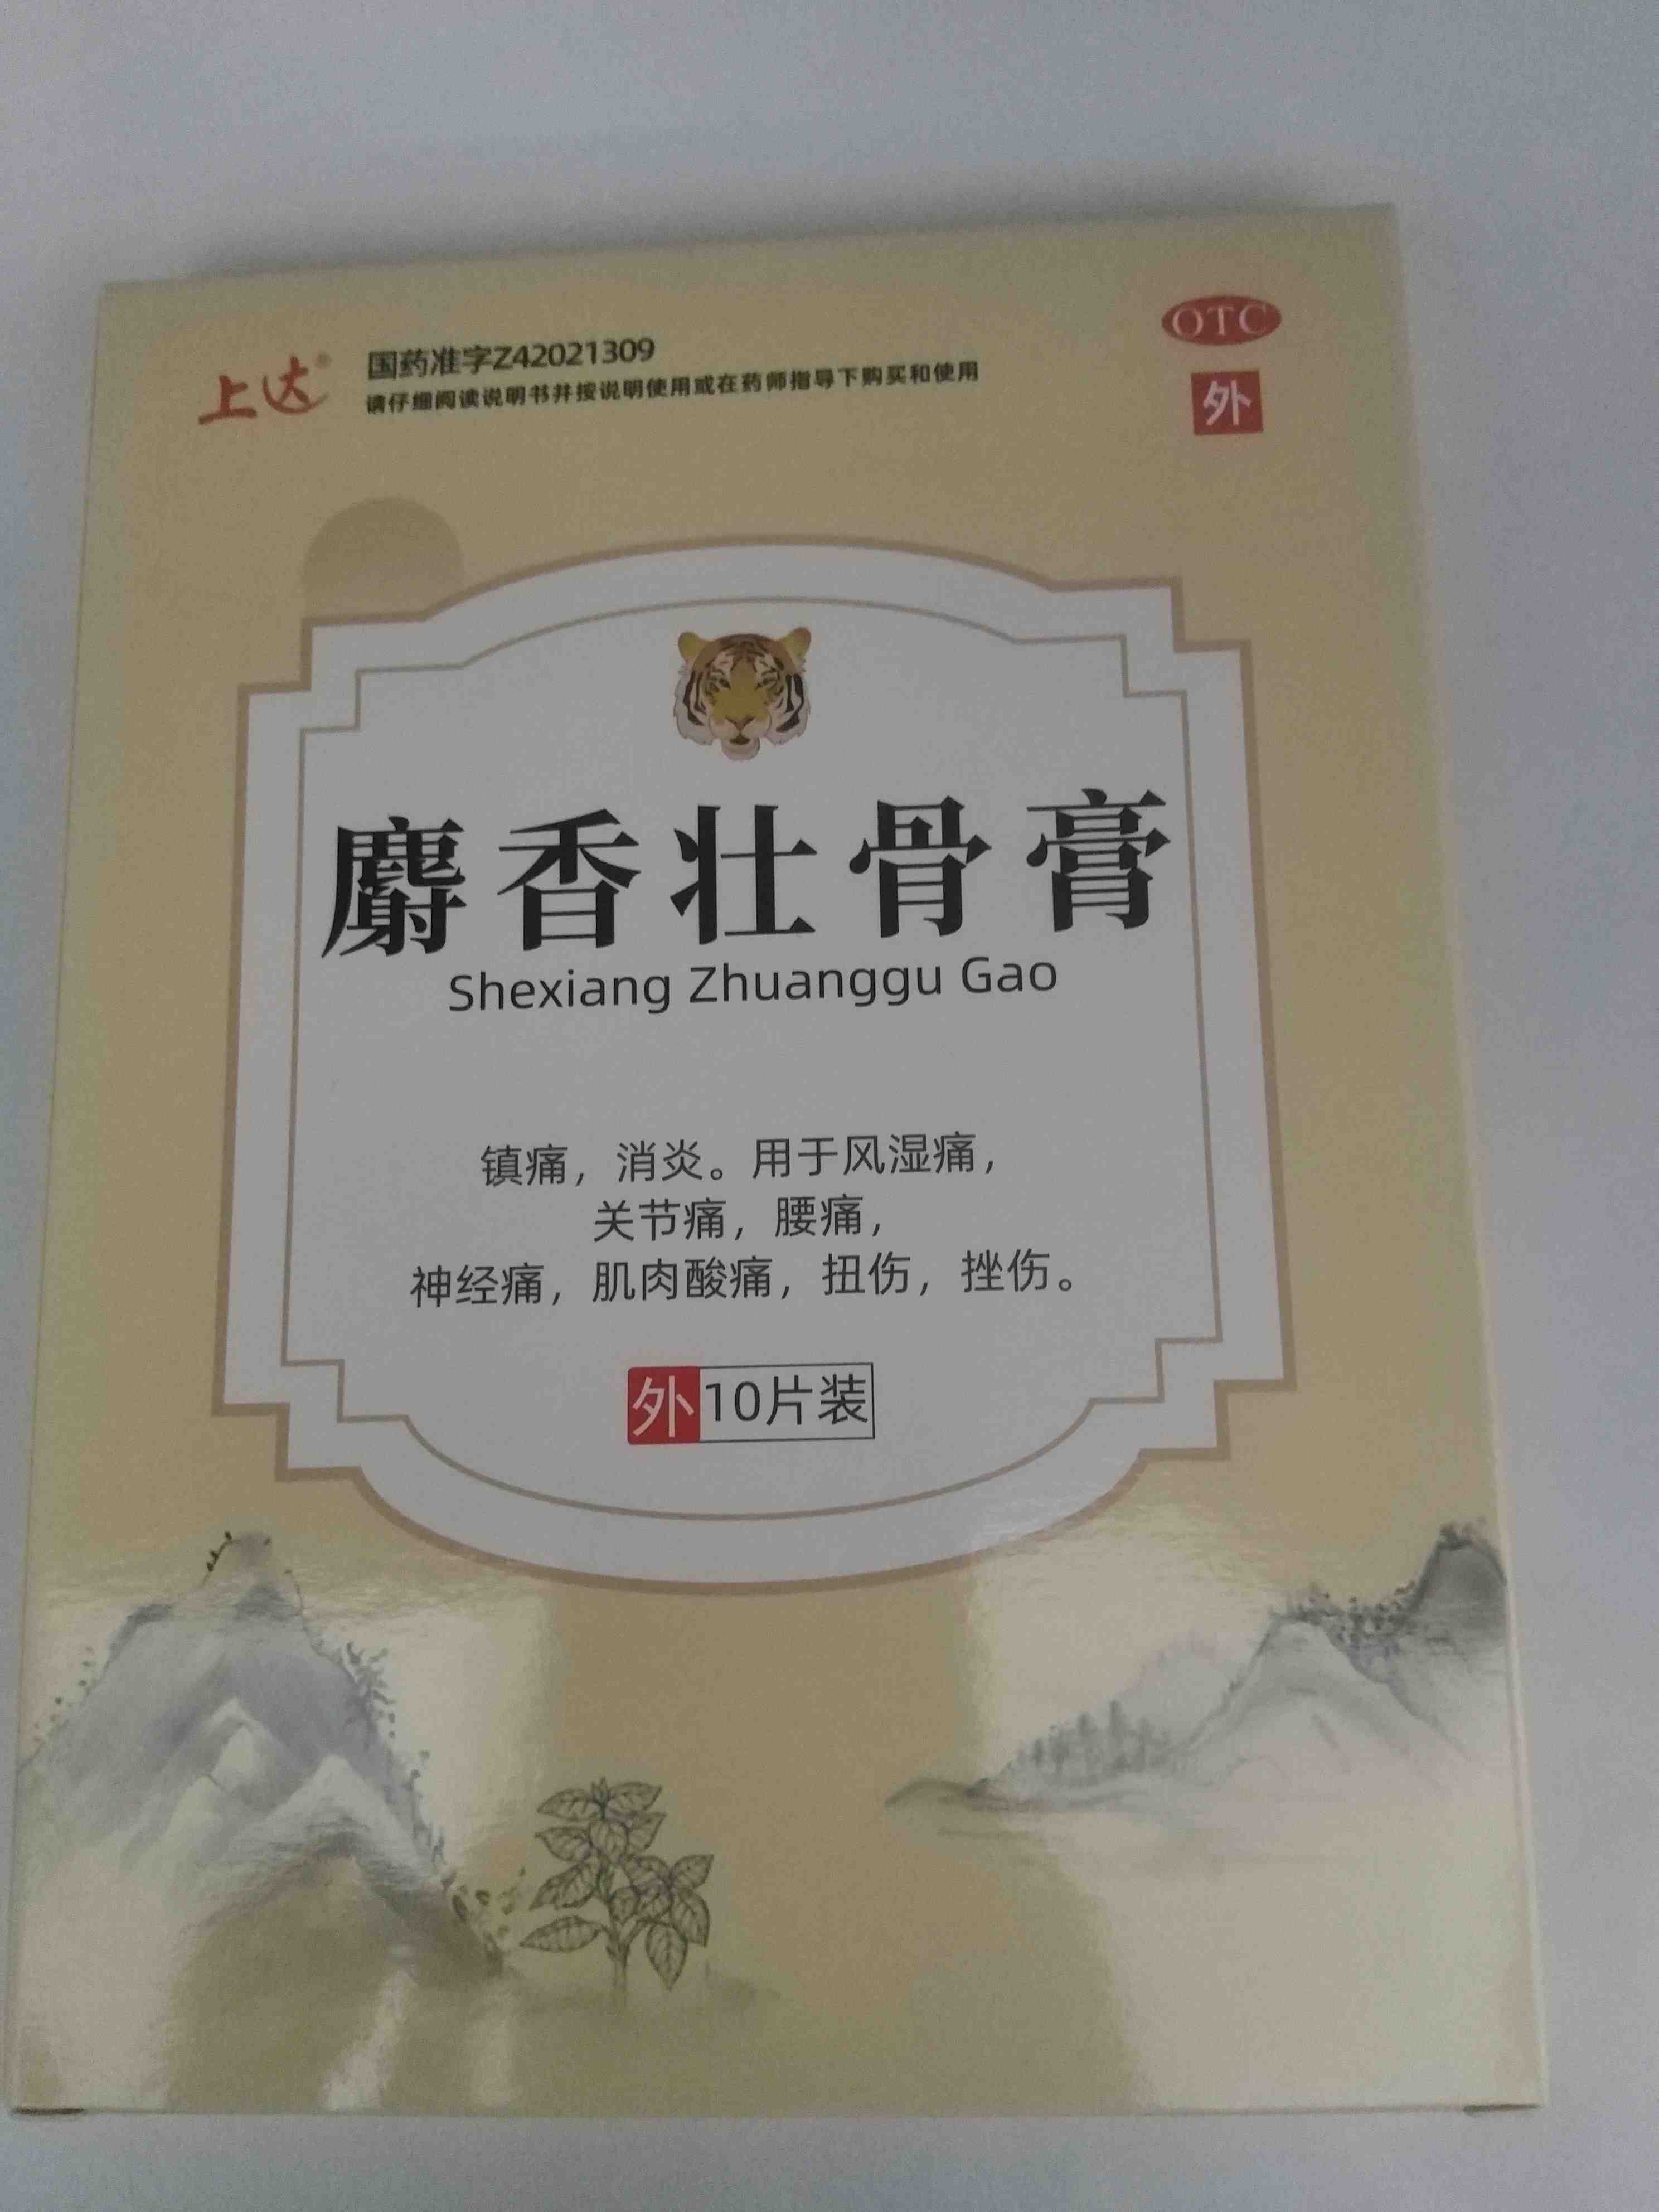 上达®
国药准字Z42021309
请仔细阅读说明书并按说明使用或在药师指导下购买和使用
OTC
外
麝香壮骨膏
Shexiang Zhuanggu Gao
镇痛，消炎。用于风湿痛，
关节痛，腰痛，
神经痛，肌肉酸痛，扭伤，挫伤。
外 10片装